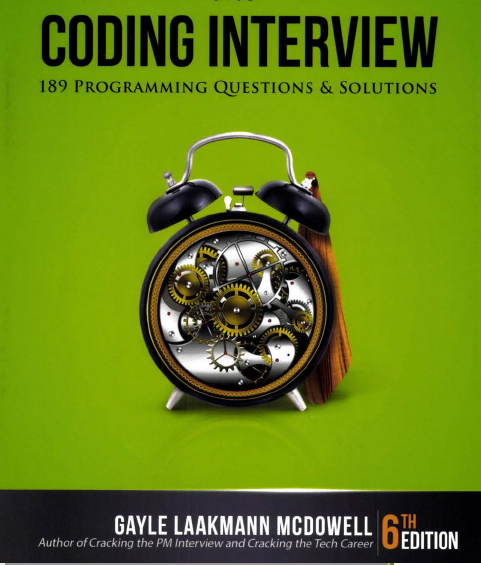 CODING INTERVIEW
189 PROGRAMMING QUESTIONS & SOLUTIONS
GAYLE LAAKMANN MCDOWELL
Author of Cracking the PM Interview and Cracking the Tech Career
6TH EDITION